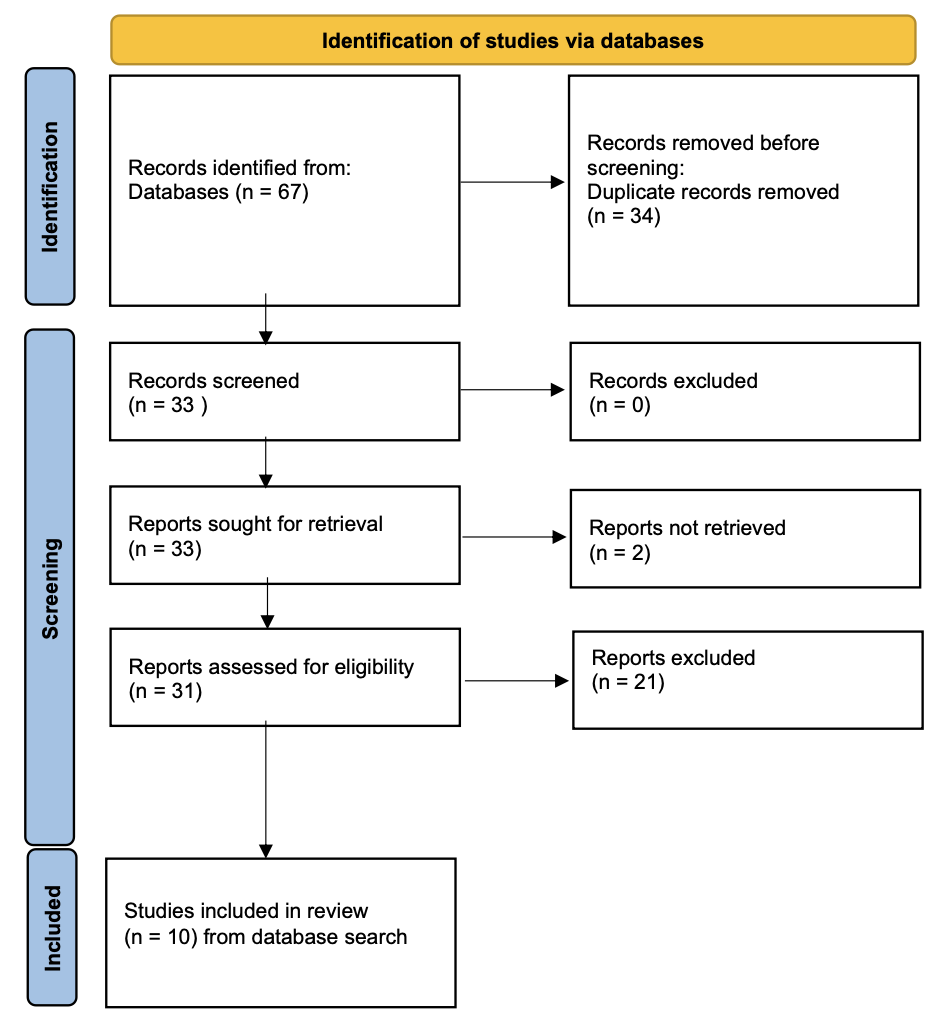 Identification of studies via databases
Identification
Records identified from:
Databases (n = 67)
Records removed before
screening:
Duplicate records removed
(n = 34)
Screening
Records screened
(n = 33 )
Records excluded
(n = 0)
Reports sought for retrieval
(n = 33)
Reports not retrieved
(n = 2)
Reports assessed for eligibility
(n = 31)
Reports excluded
(n = 21)
Included
Studies included in review
(n = 10) from database search